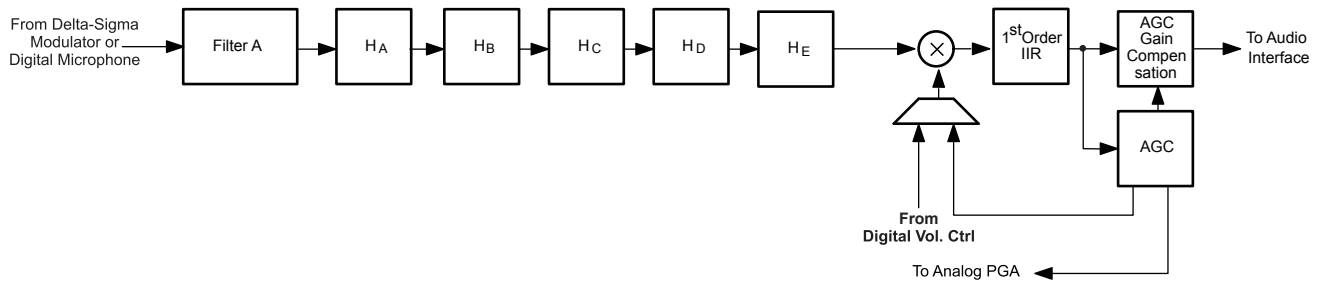 From Delta-Sigma
Modulator or
Digital Microphone
Filter A
HA
HB
HC
HD
HE
×
1stOrder
IIR
AGC
Gain
Compen
sation
To Audio
Interface
AGC
From
Digital Vol. Ctrl
To Analog PGA